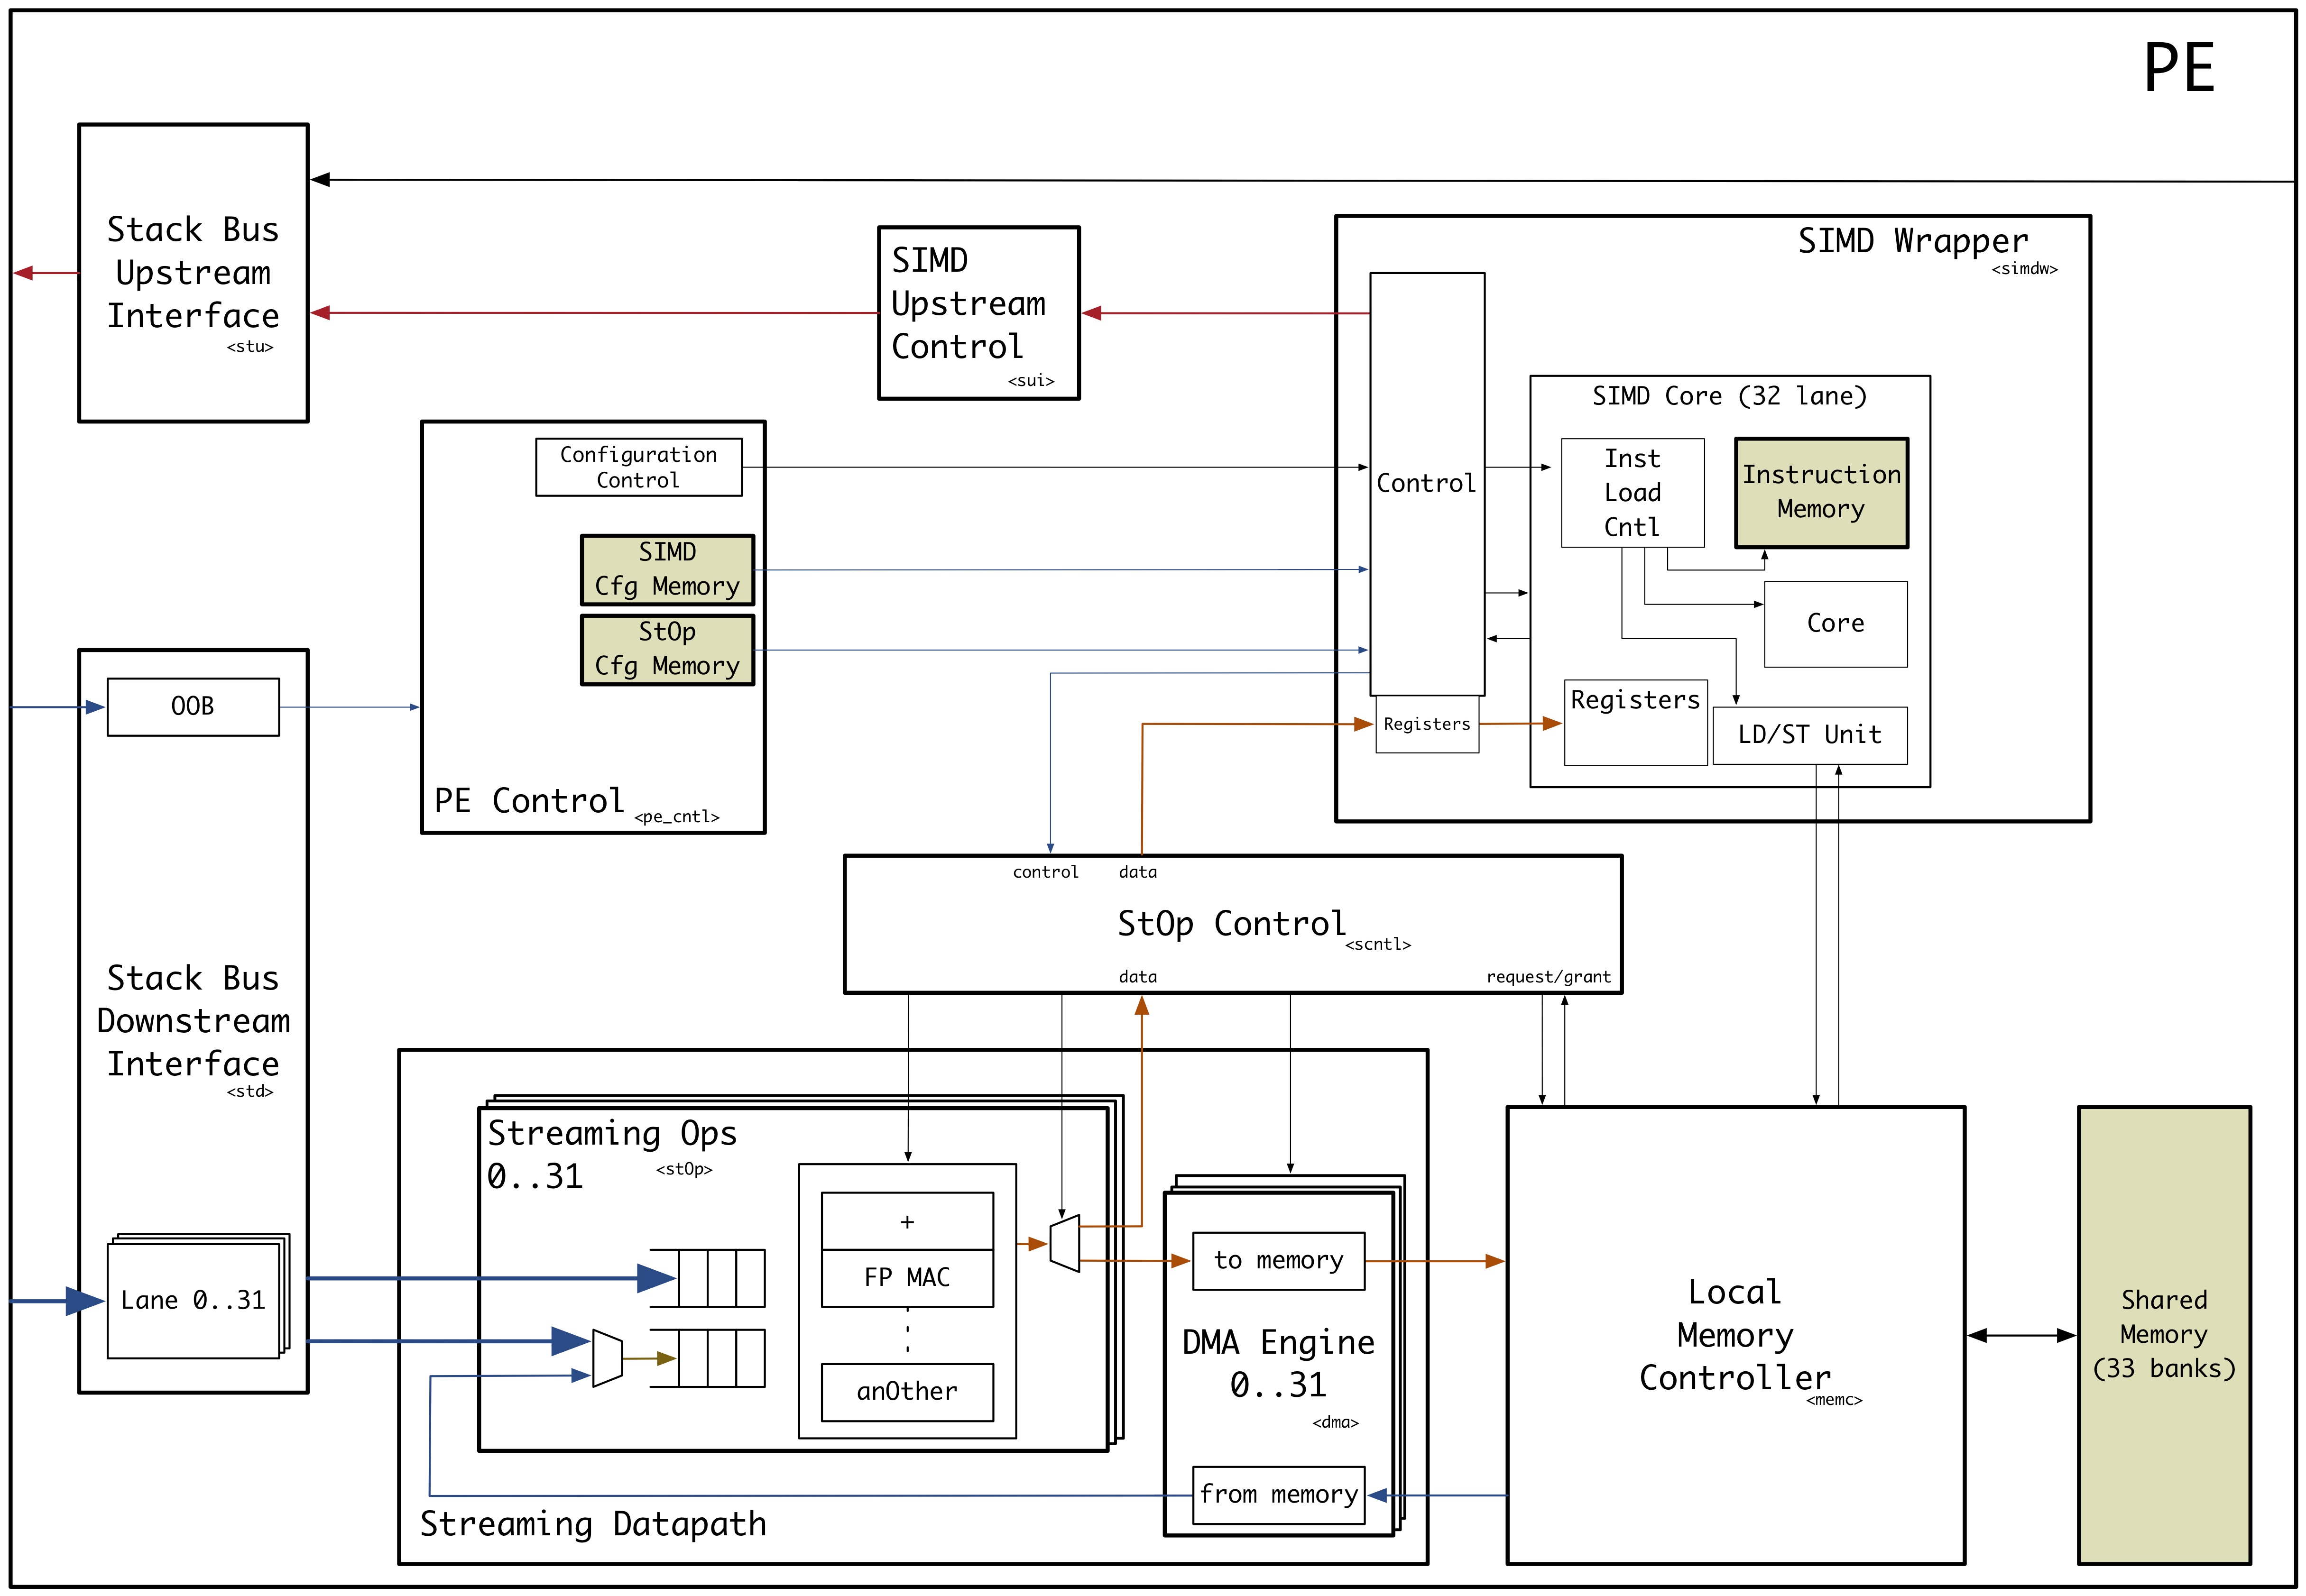 PE
Stack Bus
Upstream
Interface
<stu>
SIMD
Upstream
Control
<sui>
SIMD Wrapper
<simdw>
Control
Registers
SIMD Core (32 lane)
Inst
Load
Cntl
Instruction
Memory
Core
Registers
LD/ST Unit
Configuration
Control
SIMD
Cfg Memory
StOp
Cfg Memory
PE Control
<pe_cntl>
OOB
Stack Bus
Downstream
Interface
<std>
Lane 0..31
control
data
StOp Control
<scntl>
data
request/grant
Streaming Ops
0..31
<stOp>
+
FP MAC
anOther
Streaming Datapath
to memory
DMA Engine
0..31
<dma>
from memory
Local
Memory
Controller
<memc>
Shared
Memory
(33 banks)